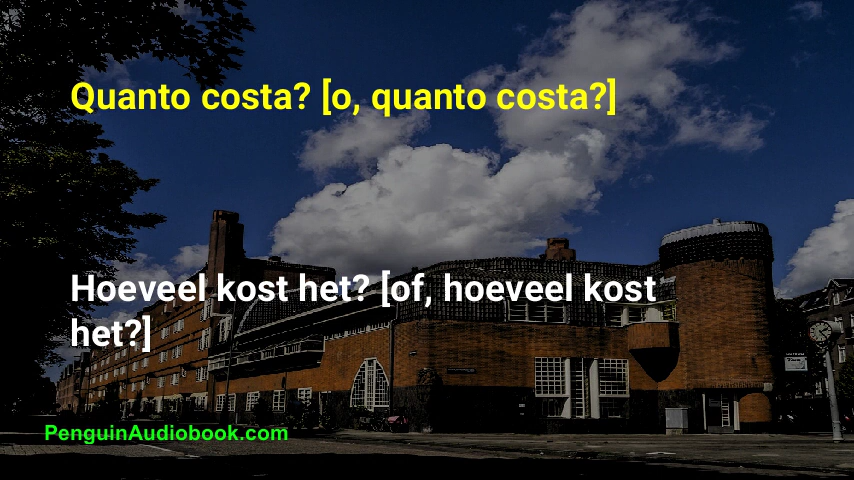 Quanto costa? [o, quanto costa?]
Hoeveel kost het? [of, hoeveel kost
het?]
PenguinAudiobook.com